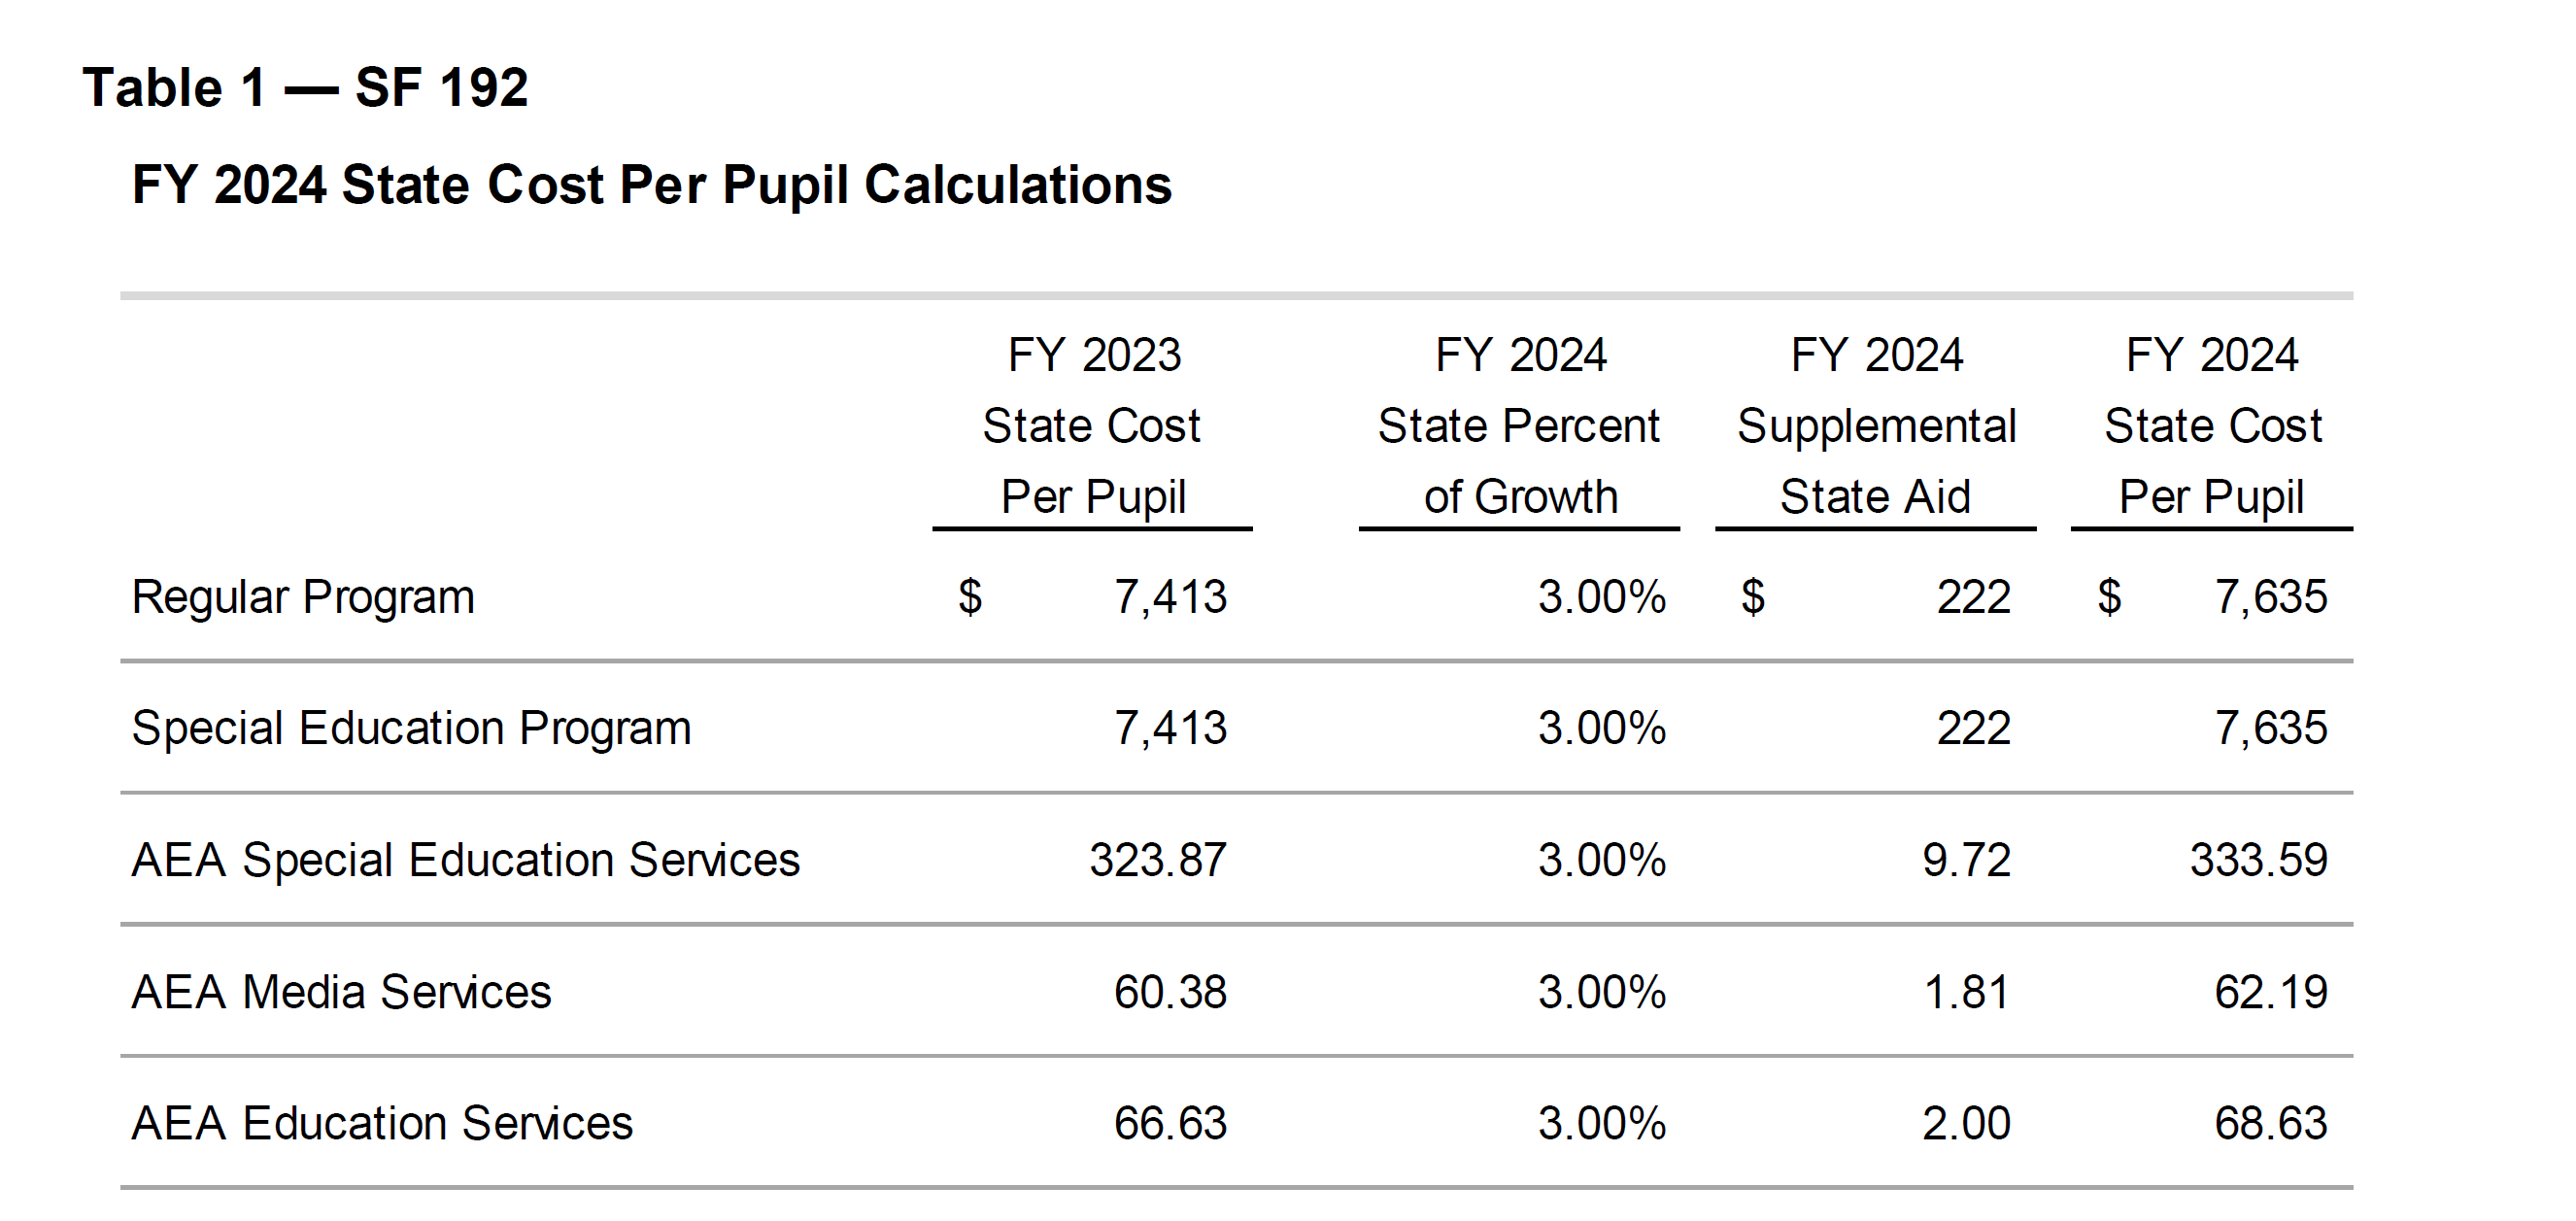 Table 1 — SF 192
FY 2024 State Cost Per Pupil Calculations
FY 2023 FY 2024 FY 2024 FY 2024
State Cost State Percent Supplemental State Cost
Per Pupil of Growth State Aid Per Pupil
Regular Program $ 7,413 3.00% $ 222 $ 7,635
Special Education Program 7,413 3.00% 222 7,635
AEA Special Education Services 323.87 3.00% 9.72 333.59
AEA Media Services 60.38 3.00% 1.81 62.19
AEA Education Services 66.63 3.00% 2.00 68.63